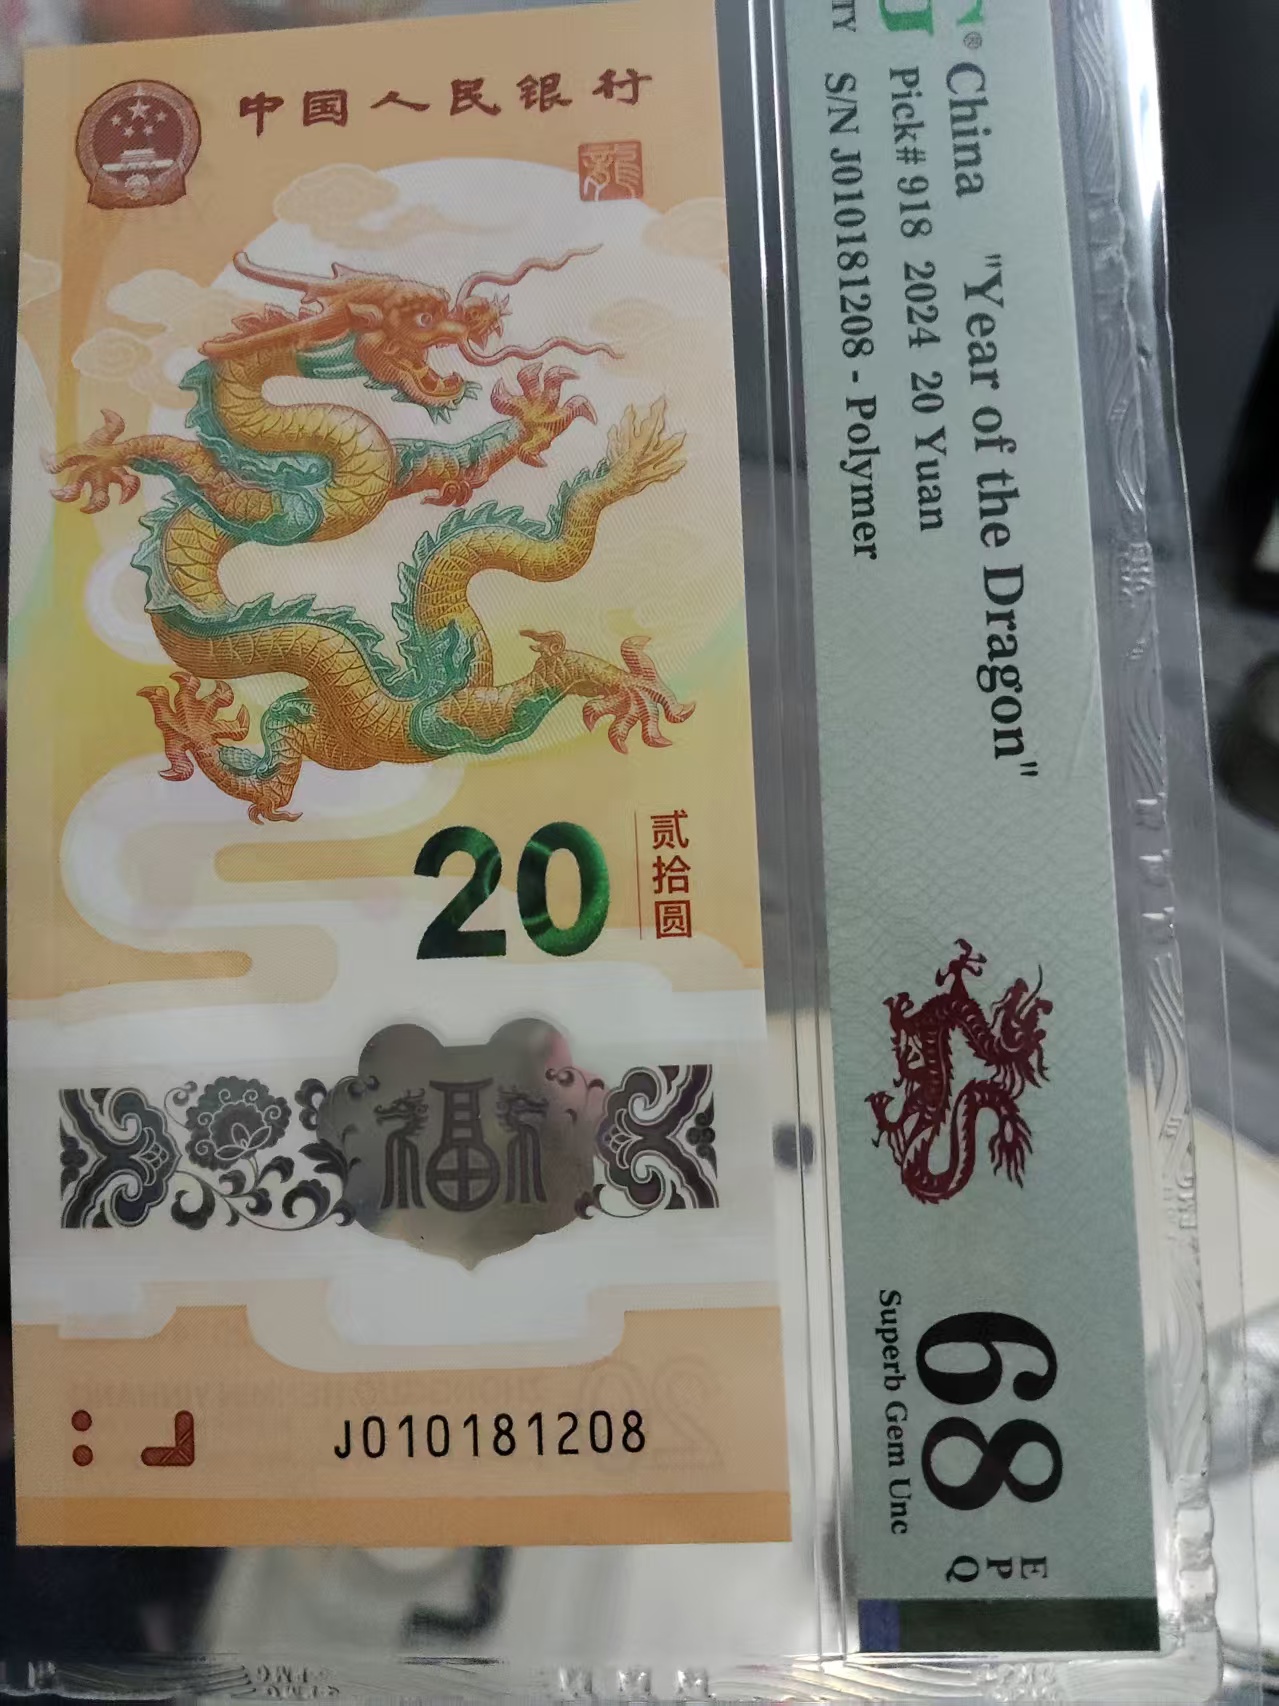 中国人民银行
龍
20
贰拾圆
福
J010181208
China "Year of the Dragon"
Pick# 918 2024 20 Yuan
S/N J010181208 - Polymer
68
EPQ
Superb Gem Unc